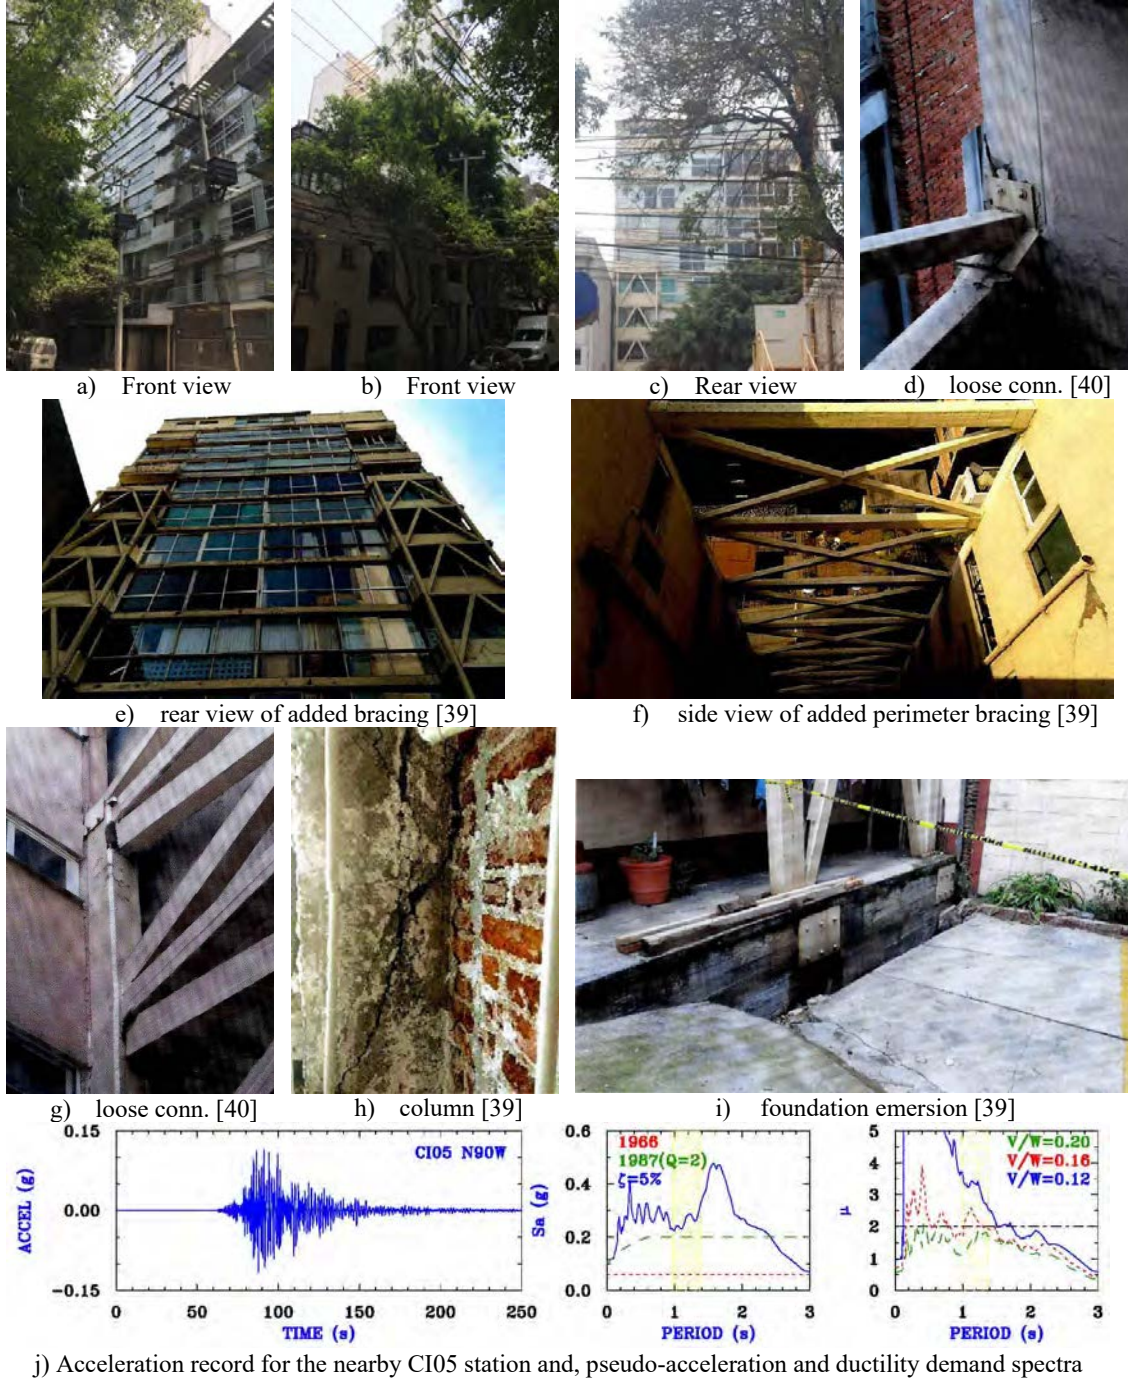 a) Front view
b) Front view
c) Rear view
d) loose conn. [40]
e) rear view of added bracing [39]
f) side view of added perimeter bracing [39]
g) loose conn. [40]
h) column [39]
i) foundation emersion [39]
CI05 N90W
ACCEL (g)
0.15
0.00
−0.15
0 50 100 150 200 250
TIME (s)
1966
1987(Q=2)
ζ=5%
Sa (g)
0.6
0.4
0.2
0.0
0 1 2 3
PERIOD (s)
V/W=0.20
V/W=0.16
V/W=0.12
μ
5
4
3
2
1
0
0 1 2 3
PERIOD (s)
j) Acceleration record for the nearby CI05 station and, pseudo-acceleration and ductility demand spectra